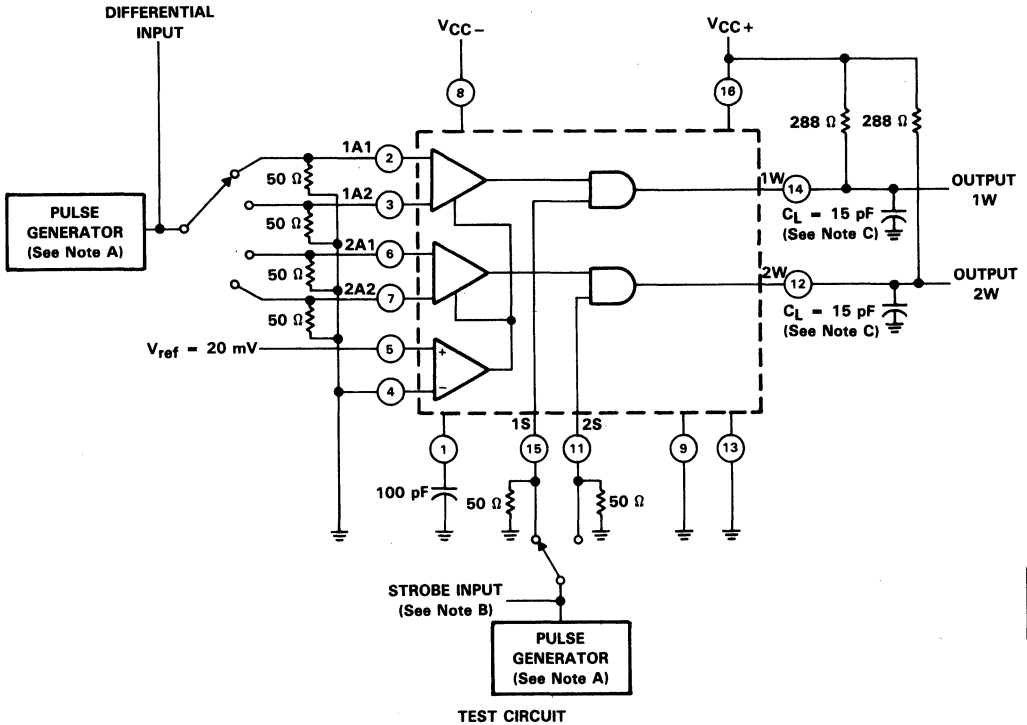 DIFFERENTIAL
INPUT
VCC−
VCC+
8
16
288 Ω
288 Ω
1A1
2
50 Ω
1A2
3
50 Ω
2A1
6
50 Ω
2A2
7
50 Ω
PULSE
GENERATOR
(See Note A)
1W
14
OUTPUT
1W
CL = 15 pF
(See Note C)
2W
12
OUTPUT
2W
CL = 15 pF
(See Note C)
Vref = 20 mV
5
+
4
−
1S
2S
1
15
11
9
13
100 pF
50 Ω
50 Ω
STROBE INPUT
(See Note B)
PULSE
GENERATOR
(See Note A)
TEST CIRCUIT